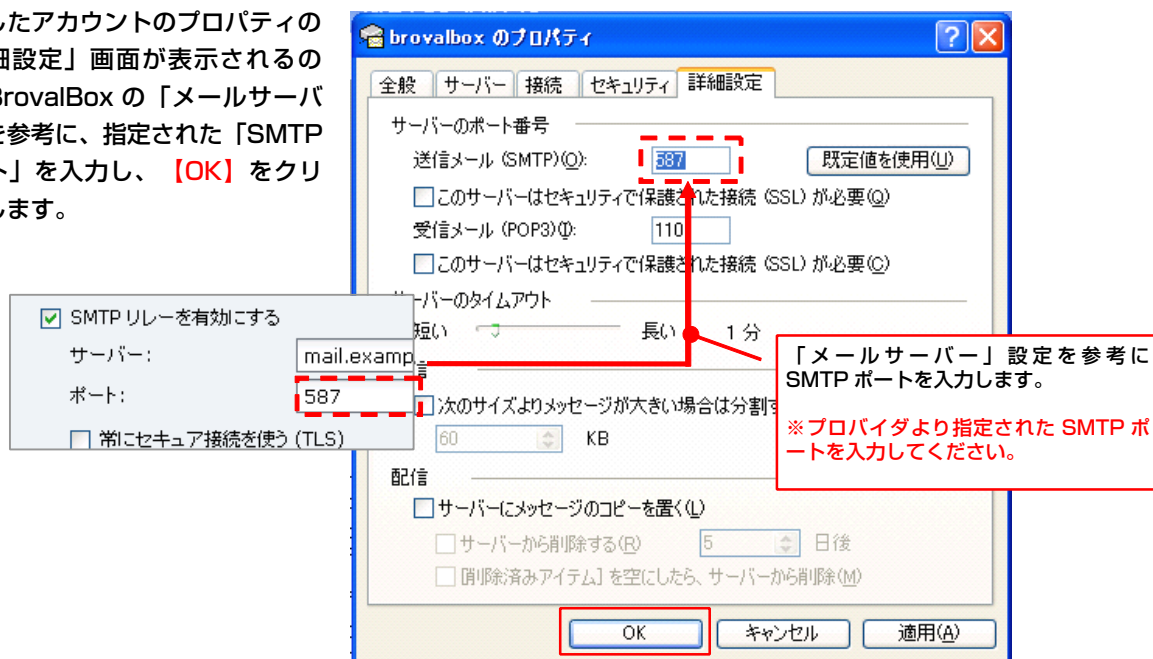 したアカウントのプロパティの
細設定」画面が表示されるの
BrovalBox の「メールサーバ
を参考に、指定された「SMTP
ト」を入力し、【OK】をクリ
します。
brovalbox のプロパティ
全般 サーバー 接続 セキュリティ 詳細設定
サーバーのポート番号
送信メール (SMTP)(O): 587 既定値を使用(U)
このサーバーはセキュリティで保護された接続 (SSL) が必要(Q)
受信メール (POP3)(I): 110
このサーバーはセキュリティで保護された接続 (SSL) が必要(C)
サーバーのタイムアウト
短い 長い 1 分
信
次のサイズよりメッセージが大きい場合は分割す
60 KB
配信
サーバーにメッセージのコピーを置く(L)
サーバーから削除する(R) 5 日後
[削除済みアイテム] を空にしたら、サーバーから削除(M)
OK キャンセル 適用(A)
SMTP リレーを有効にする
サーバー: mail.examp
ポート: 587
常にセキュア接続を使う (TLS)
「メールサーバー」設定を参考に
SMTP ポートを入力します。
※プロバイダより指定された SMTP ポ
ートを入力してください。